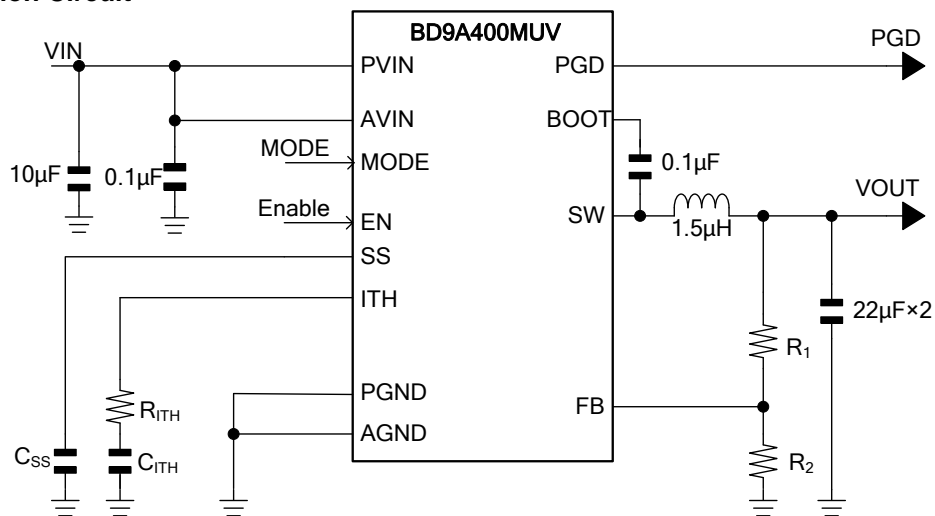 BD9A400MUV
VIN
PVIN
PGD
PGD
AVIN
BOOT
MODE
MODE
10µF
0.1µF
0.1µF
Enable
EN
SW
VOUT
1.5µH
SS
ITH
22µF×2
R1
PGND
FB
RITH
AGND
CSS
CITH
R2